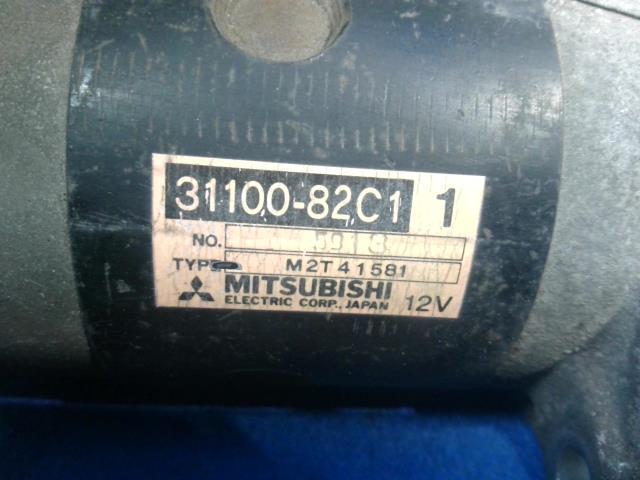 31100-82C1 1
NO.
TYPE M2T41581
MITSUBISHI
ELECTRIC CORP., JAPAN 12V